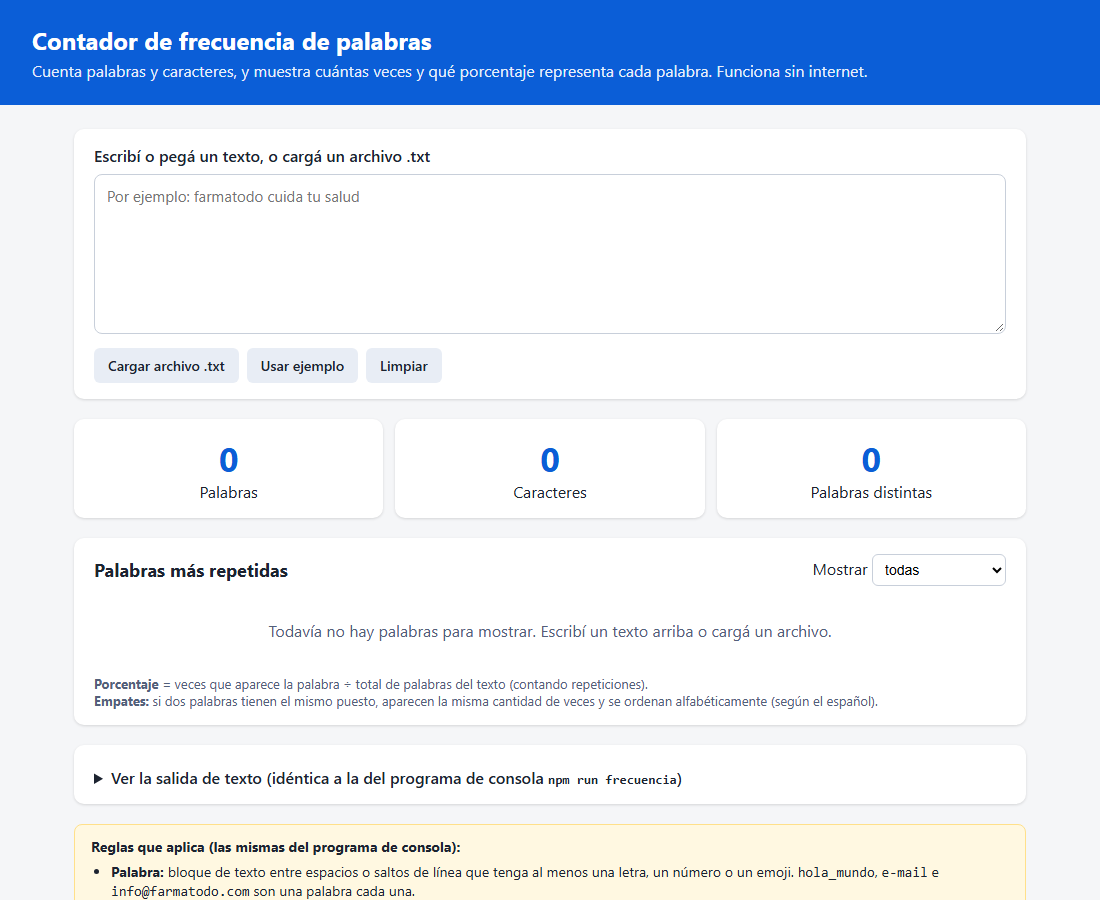 Contador de frecuencia de palabras
Cuenta palabras y caracteres, y muestra cuántas veces y qué porcentaje representa cada palabra. Funciona sin internet.
Escribí o pegá un texto, o cargá un archivo .txt
Por ejemplo: farmatodo cuida tu salud
Cargar archivo .txt
Usar ejemplo
Limpiar
0
Palabras
0
Caracteres
0
Palabras distintas
Palabras más repetidas
Mostrar
todas
Todavía no hay palabras para mostrar. Escribí un texto arriba o cargá un archivo.
Porcentaje = veces que aparece la palabra ÷ total de palabras del texto (contando repeticiones).
Empates: si dos palabras tienen el mismo puesto, aparecen la misma cantidad de veces y se ordenan alfabéticamente (según el español).
Ver la salida de texto (idéntica a la del programa de consola npm run frecuencia)
Reglas que aplica (las mismas del programa de consola):
Palabra: bloque de texto entre espacios o saltos de línea que tenga al menos una letra, un número o un emoji. hola_mundo, e-mail e
info@farmatodo.com son una palabra cada una.